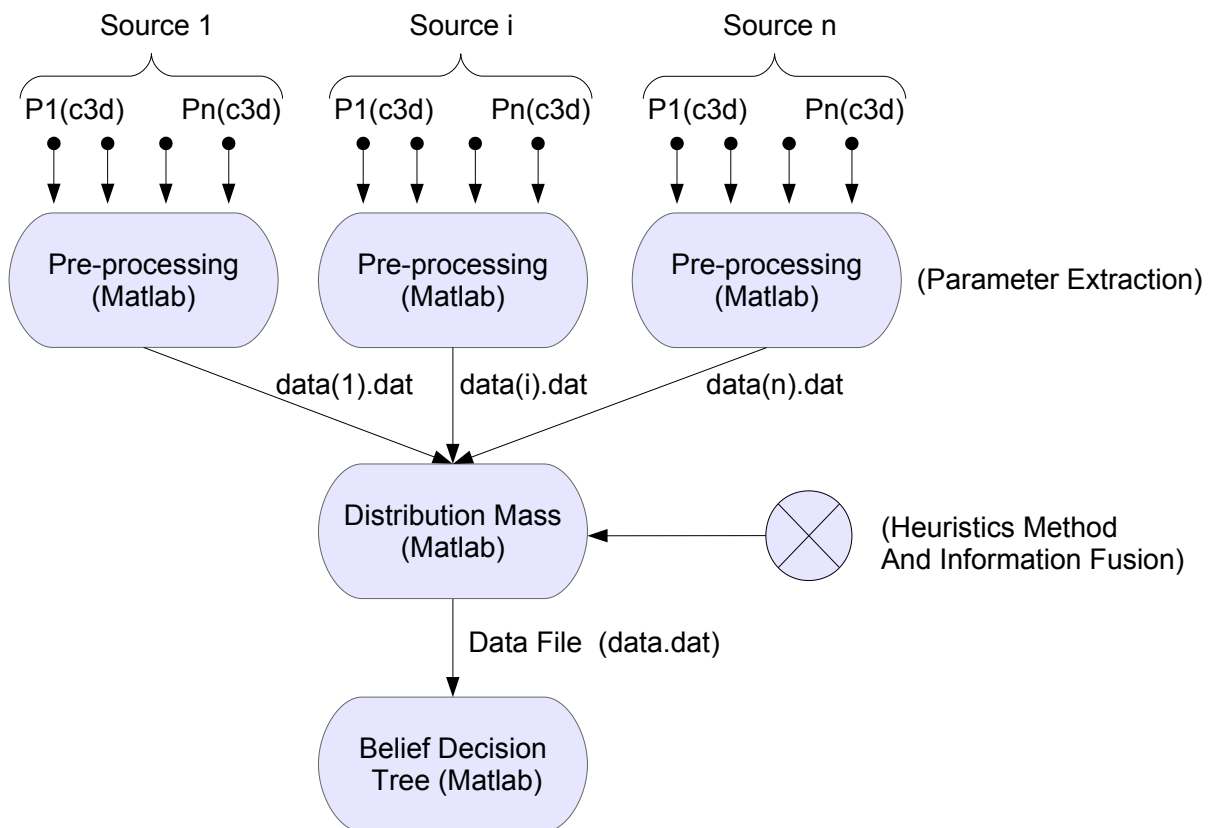 Source 1
Source i
Source n
P1(c3d)
Pn(c3d)
P1(c3d)
Pn(c3d)
P1(c3d)
Pn(c3d)
Pre-processing
(Matlab)
Pre-processing
(Matlab)
Pre-processing
(Matlab)
(Parameter Extraction)
data(1).dat
data(i).dat
data(n).dat
Distribution Mass
(Matlab)
(Heuristics Method
And Information Fusion)
Data File (data.dat)
Belief Decision
Tree (Matlab)